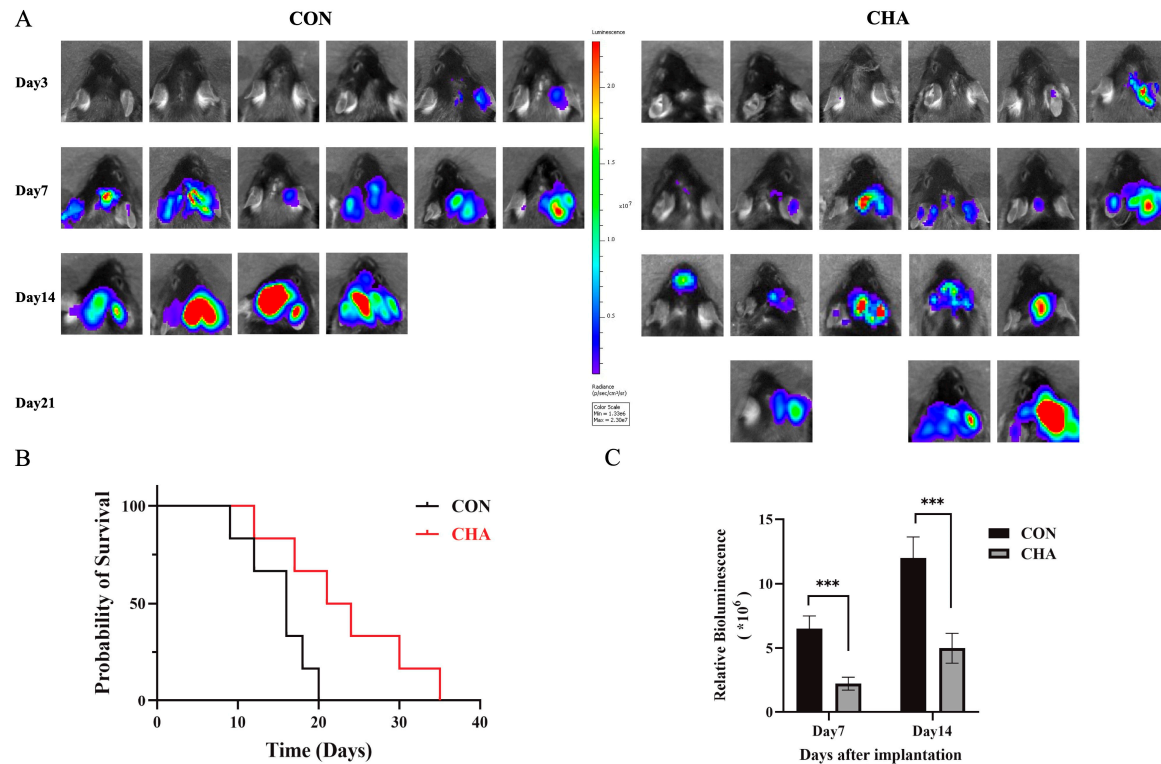 A
CON
CHA
Luminescence
Day3
2.0
Day7
1.5
x10⁷
1.0
Day14
0.5
Day21
Radiance
(p/sec/cm²/sr)
Color Scale
Min = 1.33e6
Max = 2.30e7
B
C
Probability of Survival
100
50
0
0
10
20
30
40
Time (Days)
CON
CHA
Relative Bioluminescence
( *10⁶ )
15
10
5
0
***
***
CON
CHA
Day7
Day14
Days after implantation